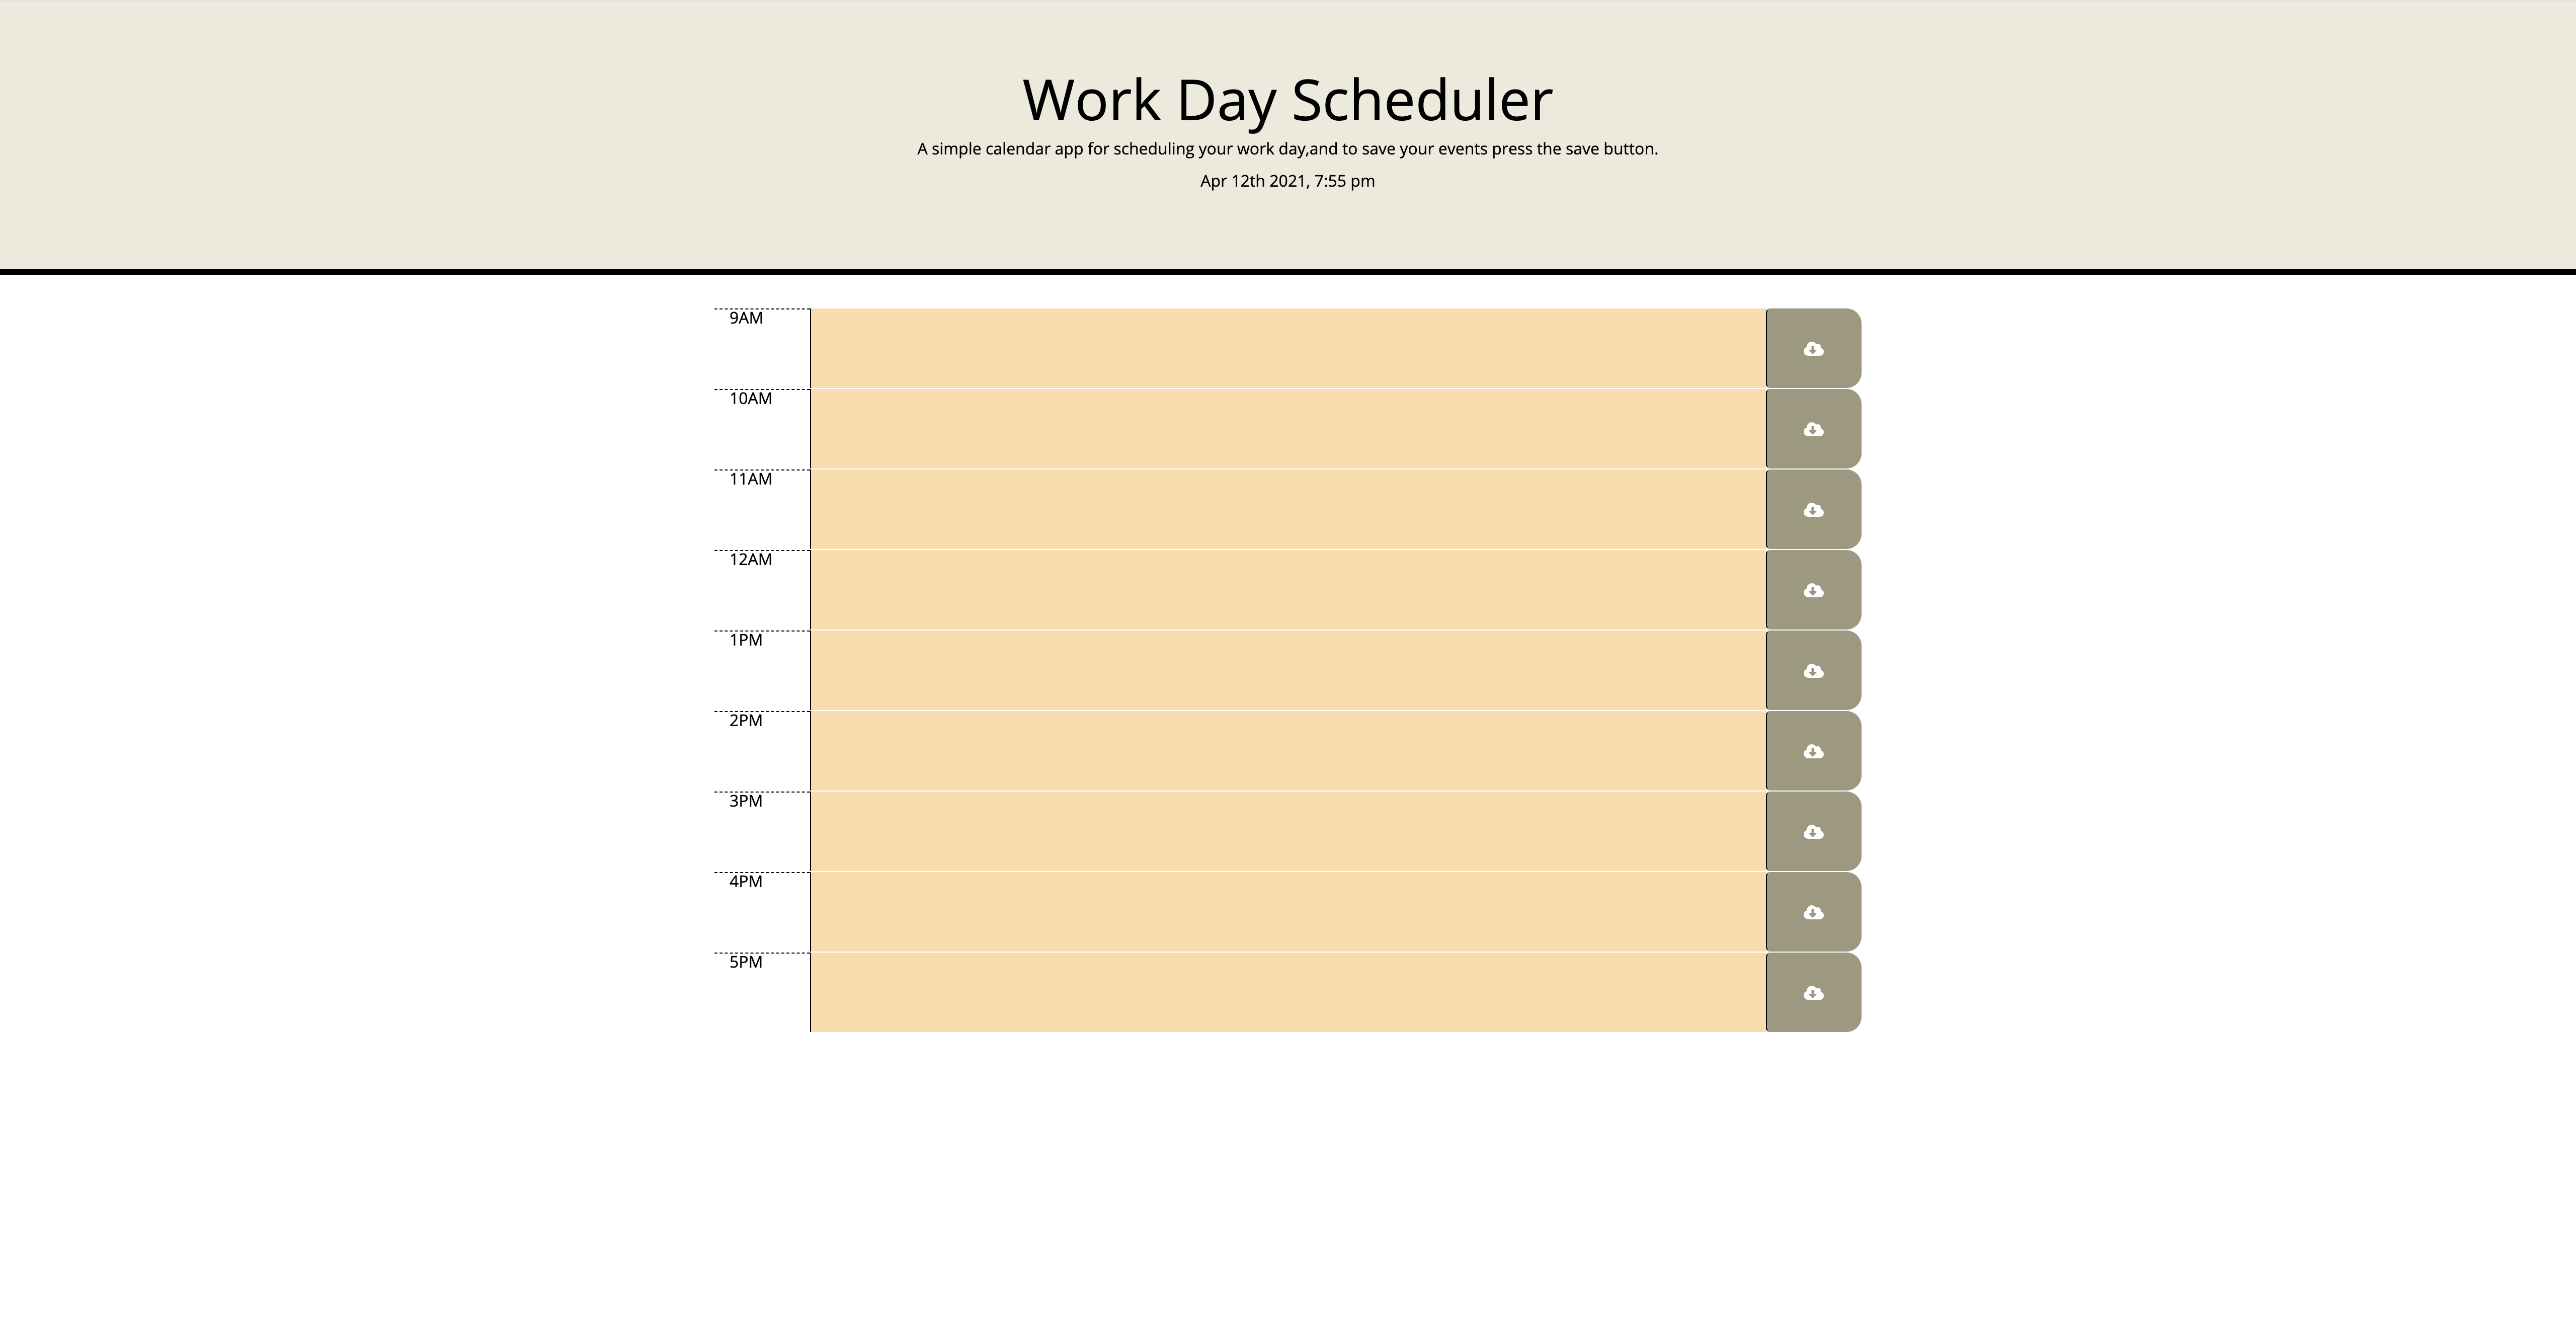 Work Day Scheduler
A simple calendar app for scheduling your work day,and to save your events press the save button.
Apr 12th 2021, 7:55 pm
9AM
10AM
11AM
12AM
1PM
2PM
3PM
4PM
5PM